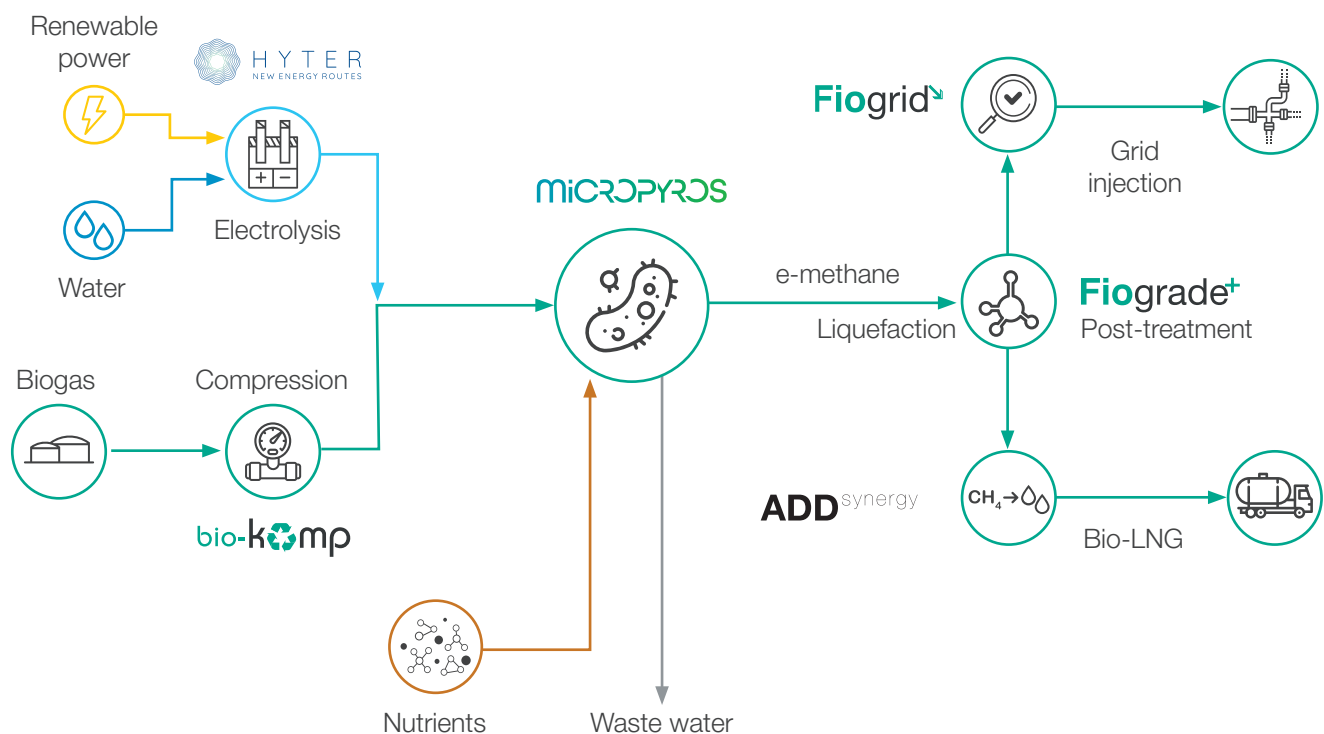 Renewable
power
HYTER
NEW ENERGY ROUTES
Electrolysis
Water
Biogas
Compression
bio-komp
MiCROPYROS
Nutrients
Waste water
e-methane
Liquefaction
Fiogrid
Grid
injection
Fiograde+
Post-treatment
ADDsynergy
CH₄→
Bio-LNG
+ −